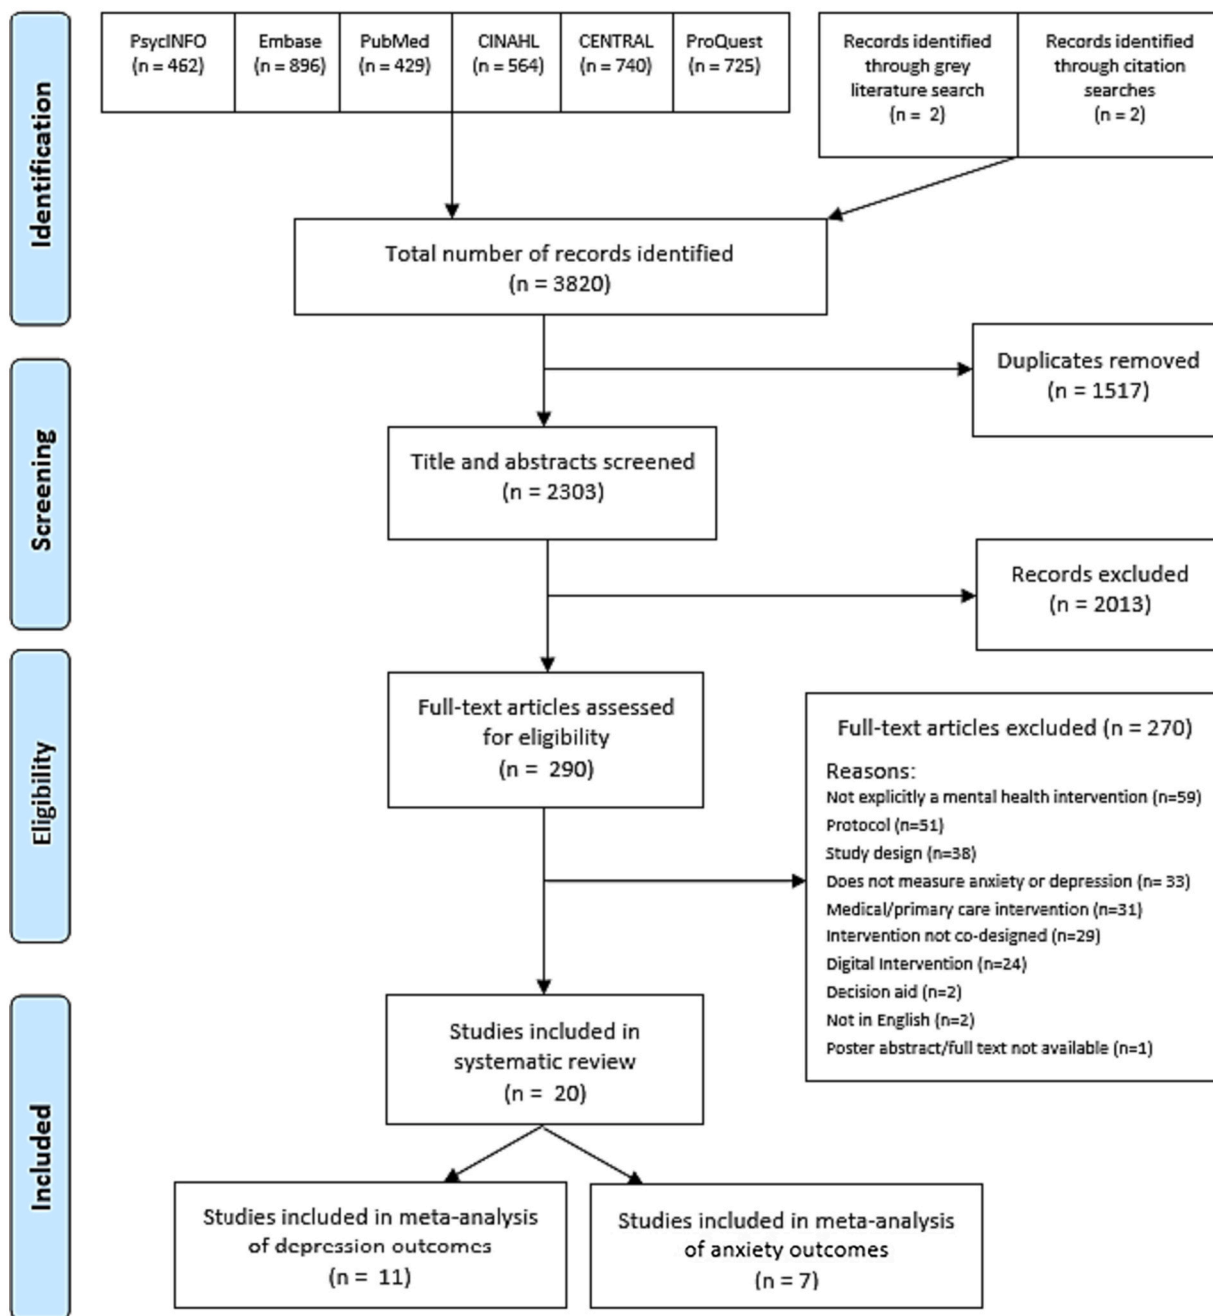 Identification
PsycINFO
(n = 462)
Embase
(n = 896)
PubMed
(n = 429)
CINAHL
(n = 564)
CENTRAL
(n = 740)
ProQuest
(n = 725)
Records identified
through grey
literature search
(n = 2)
Records identified
through citation
searches
(n = 2)
Total number of records identified
(n = 3820)
Screening
Duplicates removed
(n = 1517)
Title and abstracts screened
(n = 2303)
Records excluded
(n = 2013)
Eligibility
Full-text articles assessed
for eligibility
(n = 290)
Full-text articles excluded (n = 270)
Reasons:
Not explicitly a mental health intervention (n=59)
Protocol (n=51)
Study design (n=38)
Does not measure anxiety or depression (n= 33)
Medical/primary care intervention (n=31)
Intervention not co-designed (n=29)
Digital Intervention (n=24)
Decision aid (n=2)
Not in English (n=2)
Poster abstract/full text not available (n=1)
Included
Studies included in
systematic review
(n = 20)
Studies included in meta-analysis
of depression outcomes
(n = 11)
Studies included in meta-analysis
of anxiety outcomes
(n = 7)